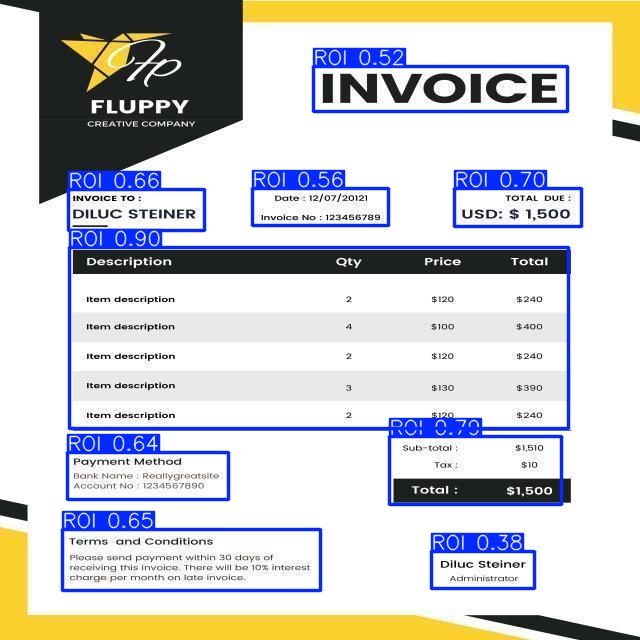 Fp
FLUPPY
CREATIVE COMPANY
ROI 0.52
INVOICE
ROI 0.66
INVOICE TO :
DILUC STEINER
ROI 0.56
Date : 12/07/20121
Invoice No : 123456789
ROI 0.70
TOTAL DUE :
USD: $ 1,500
ROI 0.90
Description Qty Price Total
Item description 2 $120 $240
Item description 4 $100 $400
Item description 2 $120 $240
Item description 3 $130 $390
Item description 2 $120 $240
ROI 0.79
Sub-total : $1,510
Tax : $10
Total : $1,500
ROI 0.64
Payment Method
Bank Name : Reallygreatsite
Account No : 1234567890
ROI 0.65
Terms and Conditions
Please send payment within 30 days of
receiving this invoice. There will be 10% interest
charge per month on late invoice.
ROI 0.38
Diluc Steiner
Administrator